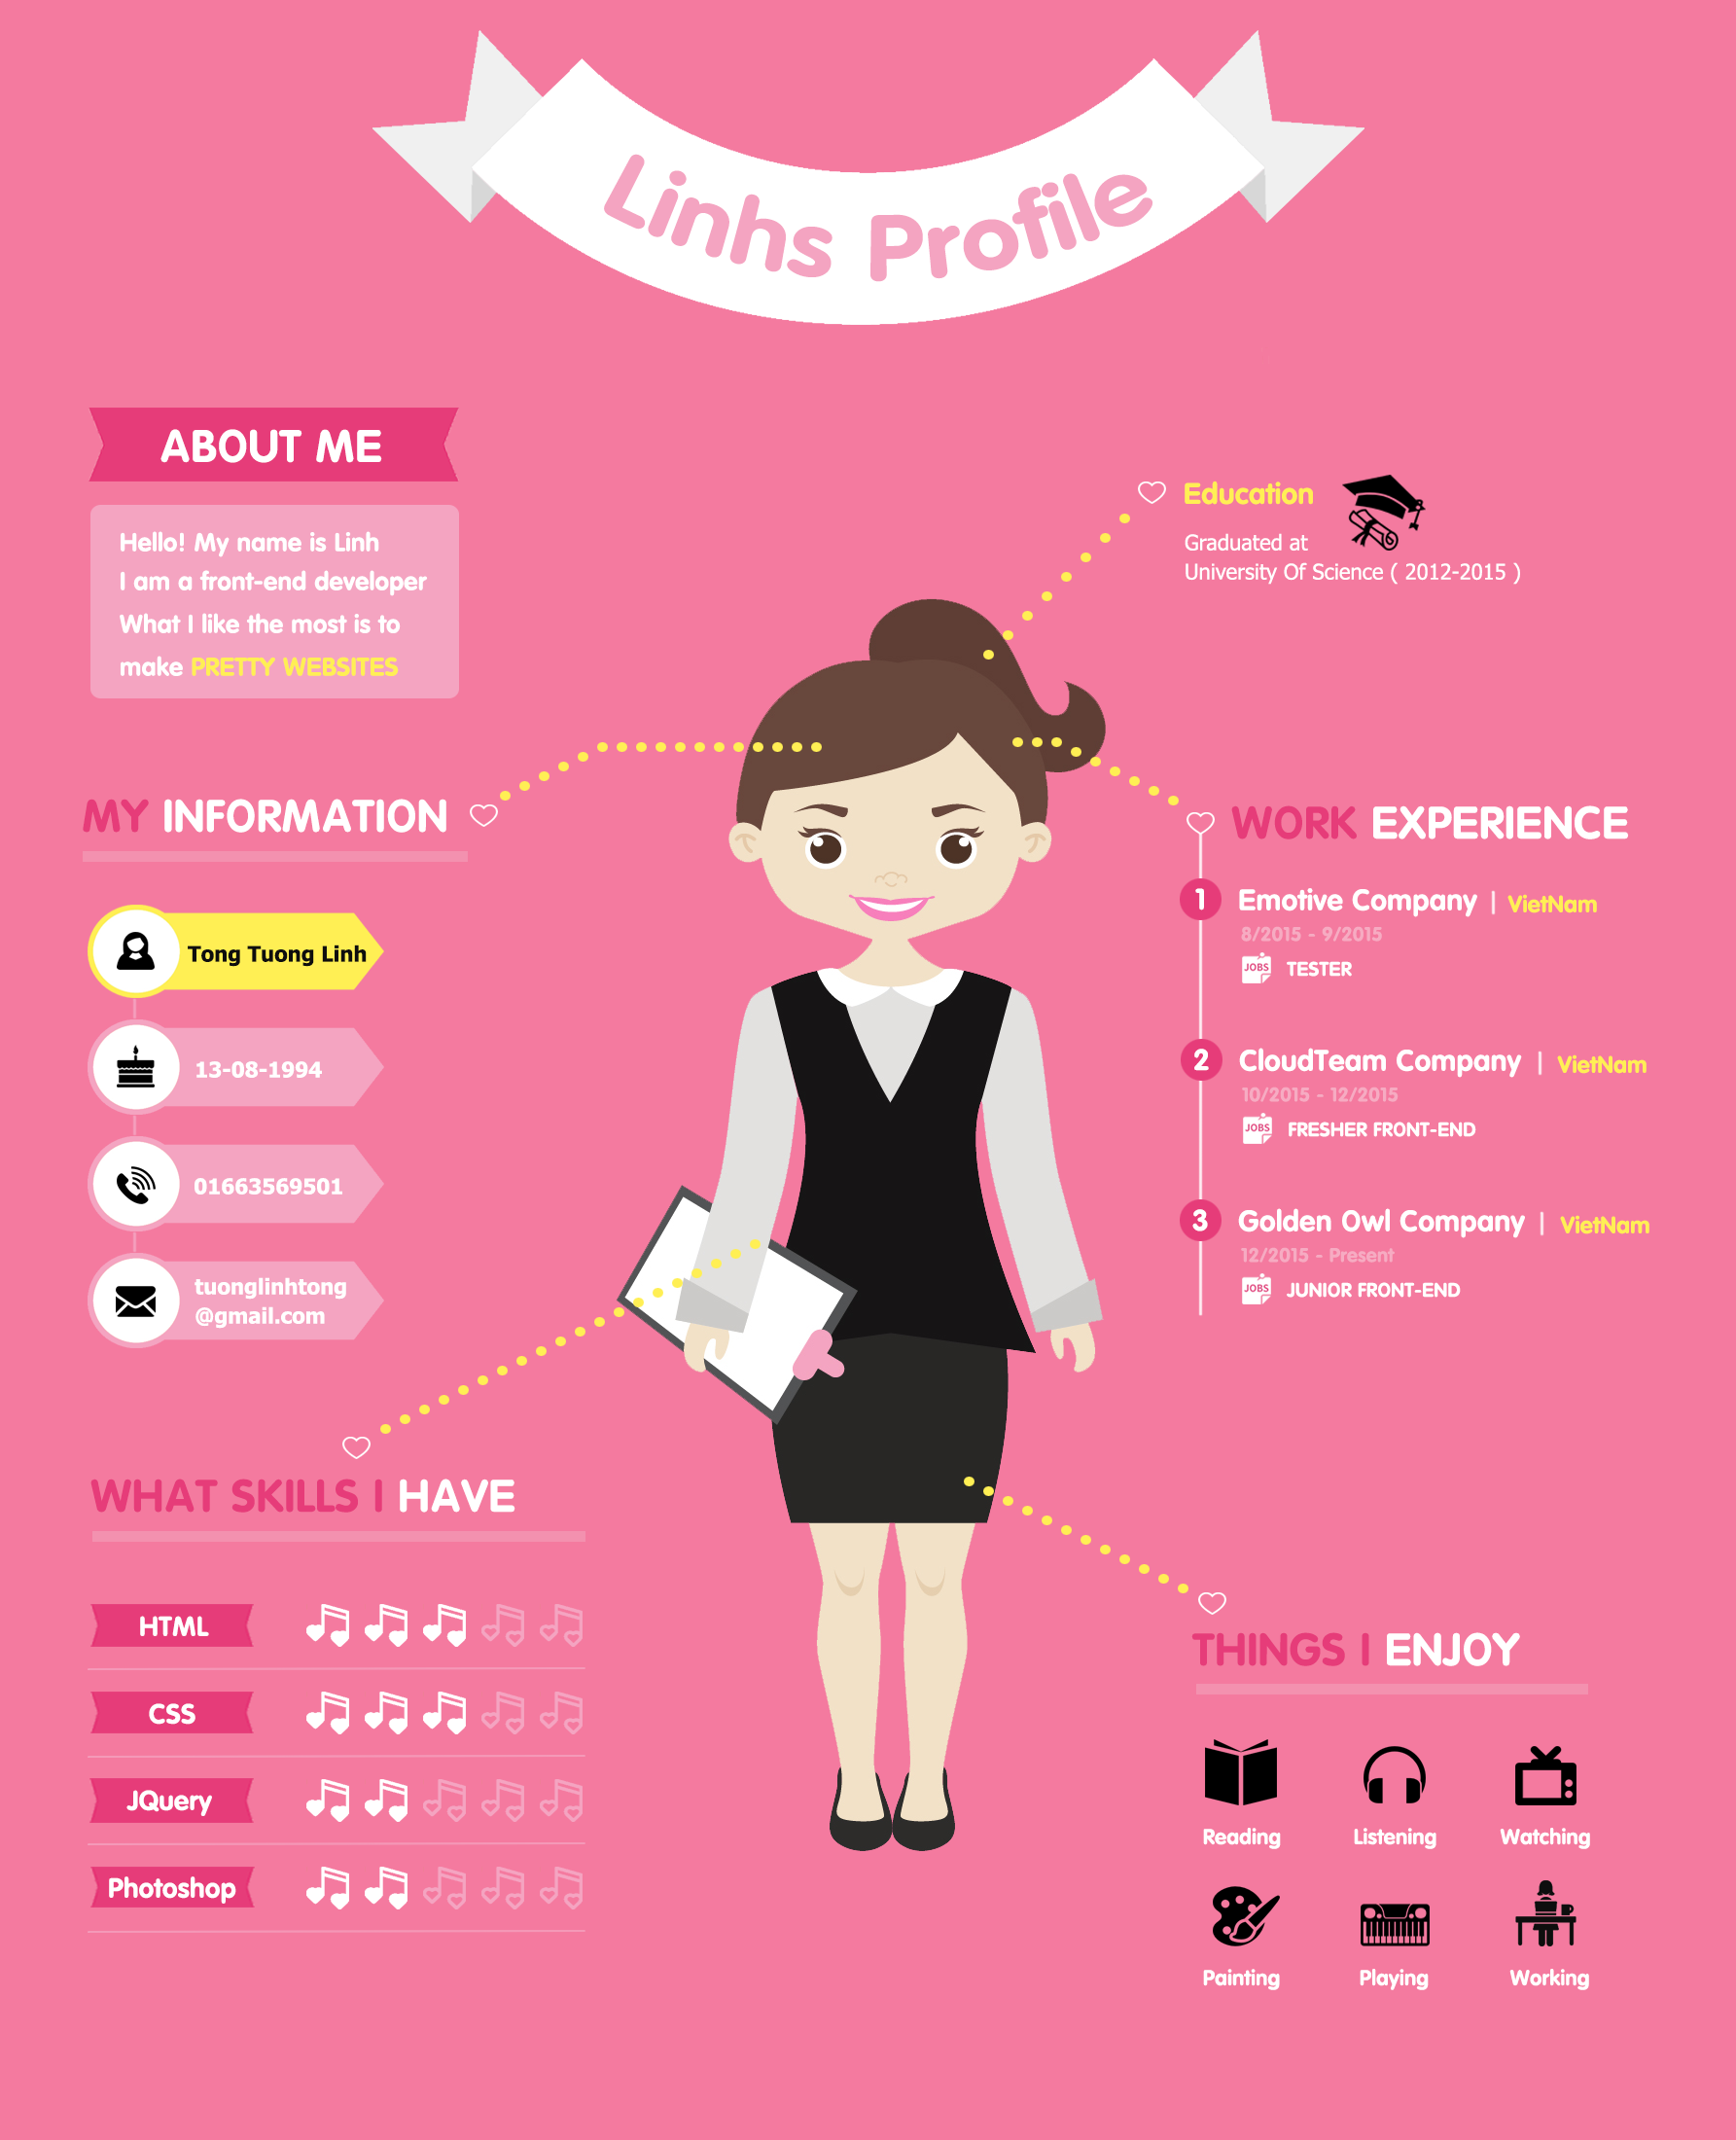 Linhs Profile
ABOUT ME
Hello! My name is Linh
I am a front-end developer
What I like the most is to
make PRETTY WEBSITES
Education
Graduated at
University Of Science ( 2012-2015 )
MY INFORMATION
Tong Tuong Linh
13-08-1994
01663569501
tuonglinhtong
@gmail.com
WORK EXPERIENCE
1 Emotive Company | VietNam
8/2015 - 9/2015
JOBS TESTER
2 CloudTeam Company | VietNam
10/2015 - 12/2015
JOBS FRESHER FRONT-END
3 Golden Owl Company | VietNam
12/2015 - Present
JOBS JUNIOR FRONT-END
WHAT SKILLS I HAVE
HTML
CSS
JQuery
Photoshop
THINGS I ENJOY
Reading Listening Watching
Painting Playing Working